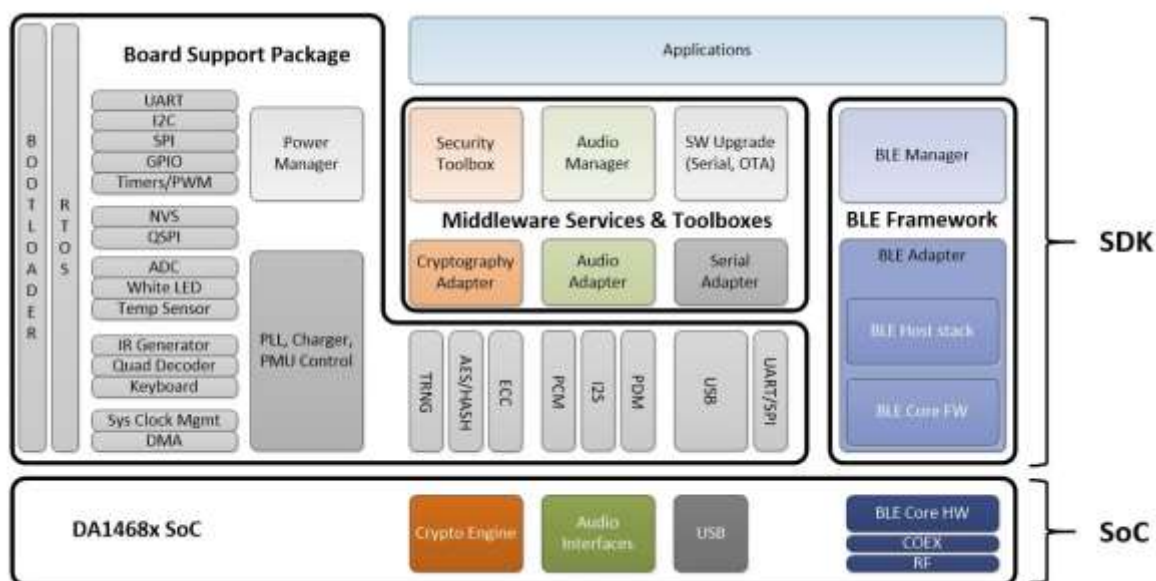 Board Support Package
Applications
BOOTLOADER
RTOS
UART
I2C
SPI
GPIO
Timers/PWM
NVS
QSPI
ADC
White LED
Temp Sensor
IR Generator
Quad Decoder
Keyboard
Sys Clock Mgmt
DMA
Power
Manager
PLL, Charger,
PMU Control
Security
Toolbox
Audio
Manager
SW Upgrade
(Serial, OTA)
Middleware Services & Toolboxes
Cryptography
Adapter
Audio
Adapter
Serial
Adapter
TRNG
AES/HASH
ECC
PCM
I2S
PDM
USB
UART/SPI
BLE Manager
BLE Framework
BLE Adapter
BLE Host stack
BLE Core FW
SDK
DA1468x SoC
Crypto Engine
Audio
Interfaces
USB
BLE Core HW
COEX
RF
SoC